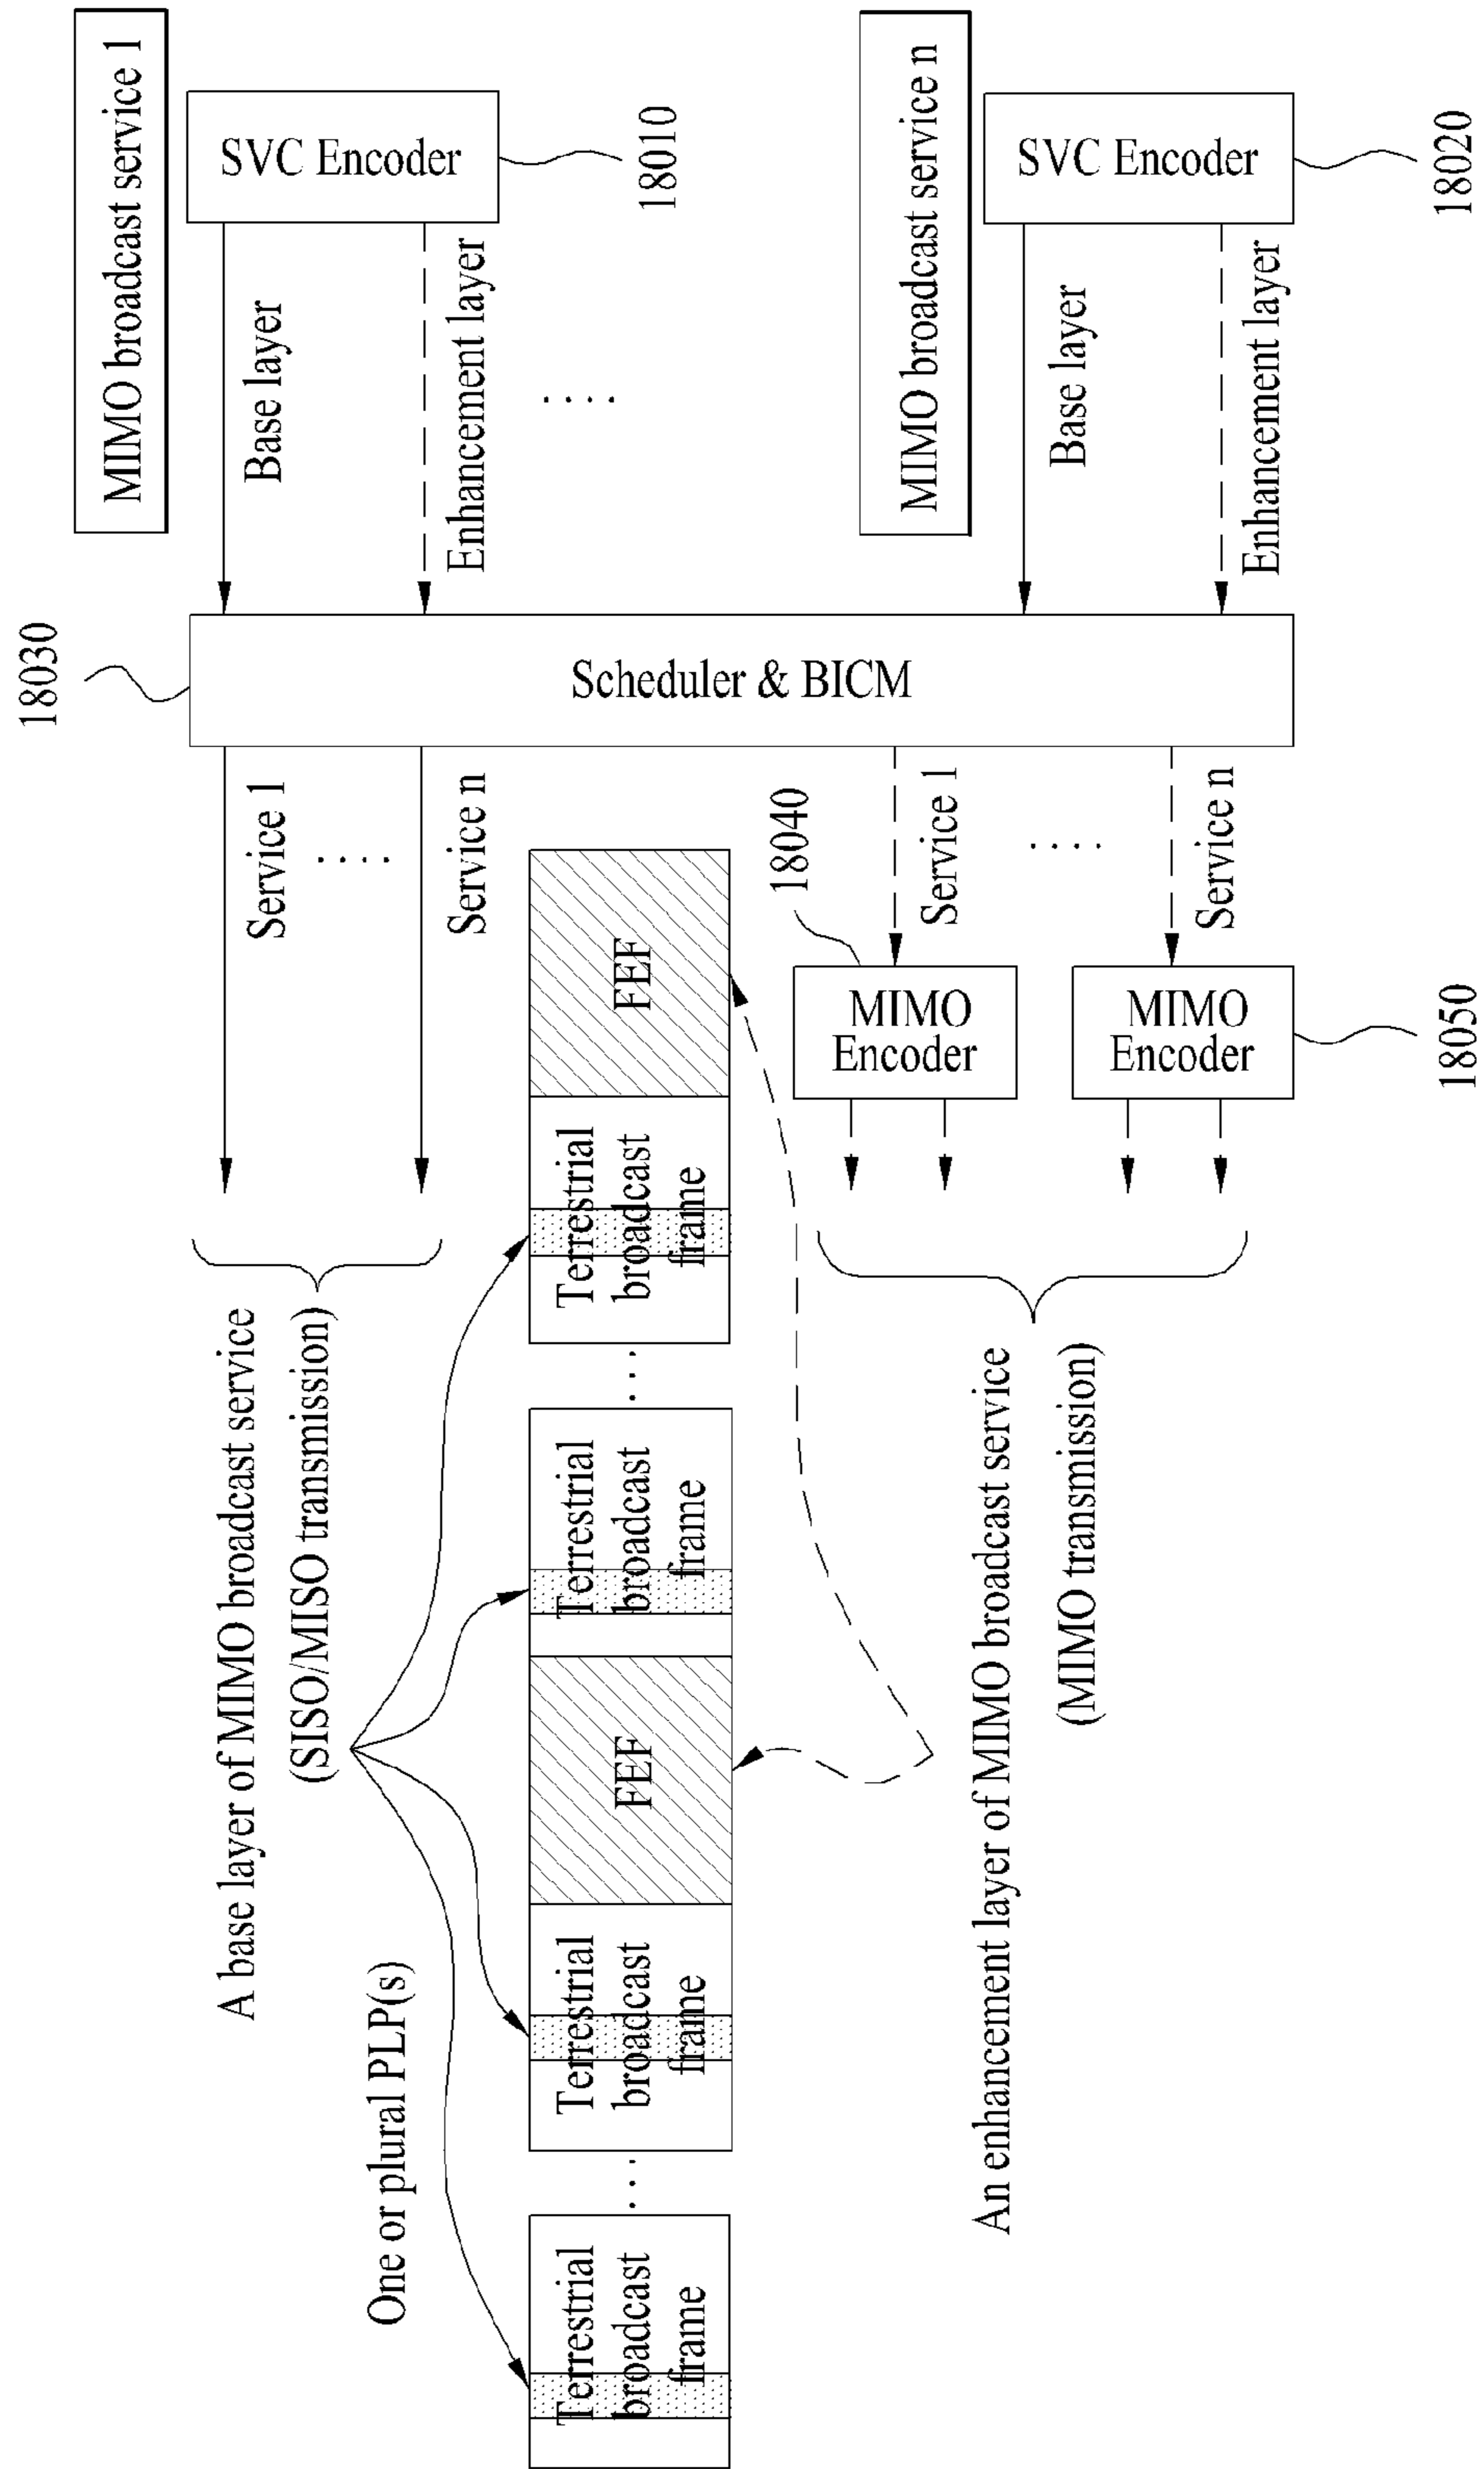 MIMO broadcast service 1
SVC Encoder
18010
Base layer
Enhancement layer
. . . .
MIMO broadcast service n
SVC Encoder
18020
Base layer
Enhancement layer
18030
Scheduler & BICM
Service 1
. . . .
Service n
Service 1
. . . .
Service n
18040
MIMO
Encoder
MIMO
Encoder
18050
A base layer of MIMO broadcast service
(SISO/MISO transmission)
One or plural PLP(s)
Terrestrial
broadcast
frame
. . .
Terrestrial
broadcast
frame
FEF
Terrestrial
broadcast
frame
. . .
Terrestrial
broadcast
frame
FEF
An enhancement layer of MIMO broadcast service
(MIMO transmission)